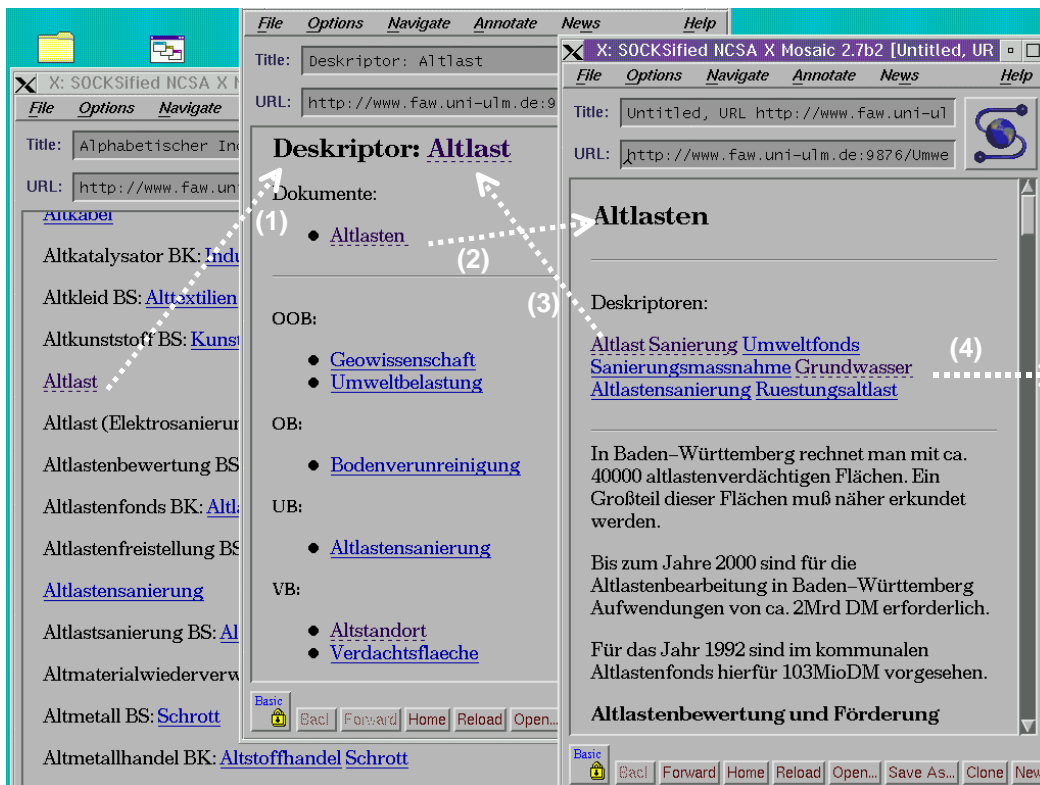 X: SOCKSified NCSA X M
File Options Navigate
Title: Alphabetischer Ind
URL: http://www.faw.un
Altkabel
Altkatalysator BK: Indu
Altkleid BS: Alttextilien
Altkunststoff BS: Kunst
Altlast
Altlast (Elektrosanierun
Altlastenbewertung BS
Altlastenfonds BK: Altla
Altlastenfreistellung BS
Altlastensanierung
Altlastsanierung BS: Al
Altmaterialwiederverw
Altmetall BS: Schrott
Altmetallhandel BK: Altstoffhandel Schrott
File Options Navigate Annotate News Help
Title: Deskriptor: Altlast
URL: http://www.faw.uni-ulm.de:9
Deskriptor: Altlast
Dokumente:
(1)
• Altlasten
(2)
(3)
OOB:
• Geowissenschaft
• Umweltbelastung
OB:
• Bodenverunreinigung
UB:
• Altlastensanierung
VB:
• Altstandort
• Verdachtsflaeche
Basic
Back Forward Home Reload Open...
X: SOCKSified NCSA X Mosaic 2.7b2 [Untitled, UR
File Options Navigate Annotate News Help
Title: Untitled, URL http://www.faw.uni-ul
URL: http://www.faw.uni-ulm.de:9876/Umwe
Altlasten
Deskriptoren:
Altlast Sanierung Umweltfonds
Sanierungsmassnahme Grundwasser
Altlastensanierung Ruestungsaltlast
(4)
In Baden-Württemberg rechnet man mit ca.
40000 altlastenverdächtigen Flächen. Ein
Großteil dieser Flächen muß näher erkundet
werden.
Bis zum Jahre 2000 sind für die
Altlastenbearbeitung in Baden-Württemberg
Aufwendungen von ca. 2Mrd DM erforderlich.
Für das Jahr 1992 sind im kommunalen
Altlastenfonds hierfür 103MioDM vorgesehen.
Altlastenbewertung und Förderung
Basic
Back Forward Home Reload Open... Save As... Clone New